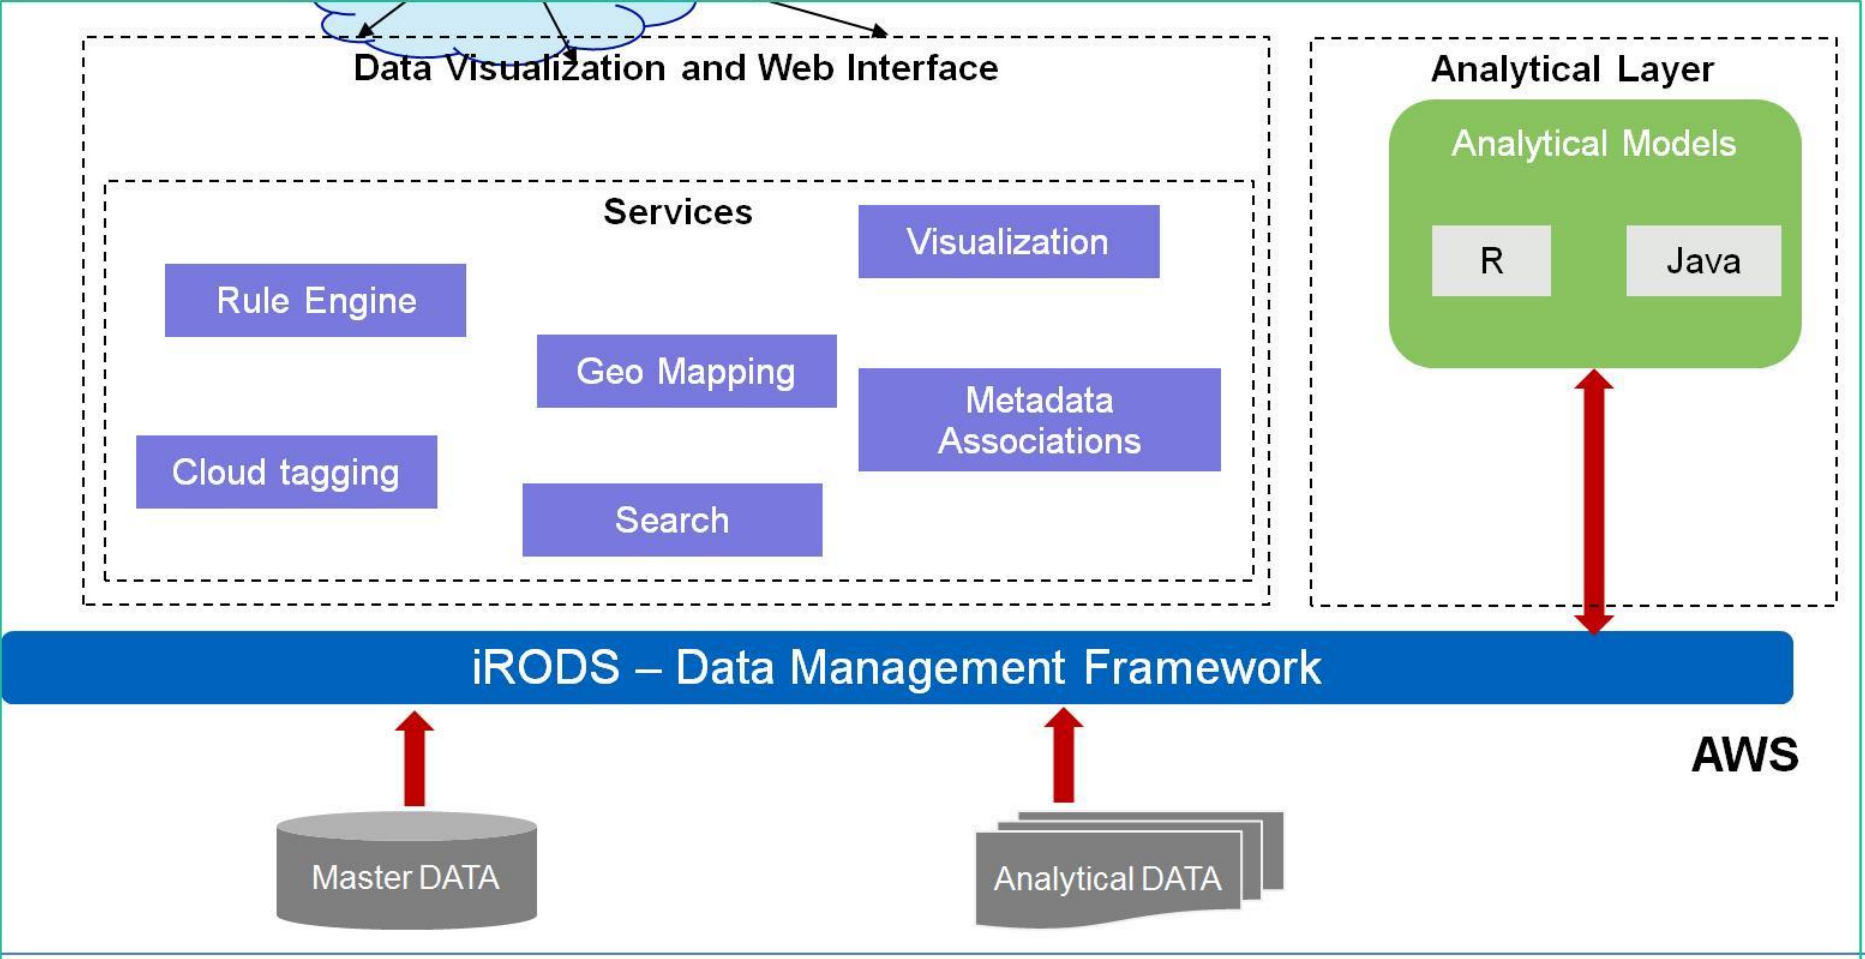 Data Visualization and Web Interface
Services
Visualization
Rule Engine
Geo Mapping
Metadata
Associations
Cloud tagging
Search
Analytical Layer
Analytical Models
R
Java
iRODS – Data Management Framework
AWS
Master DATA
Analytical DATA